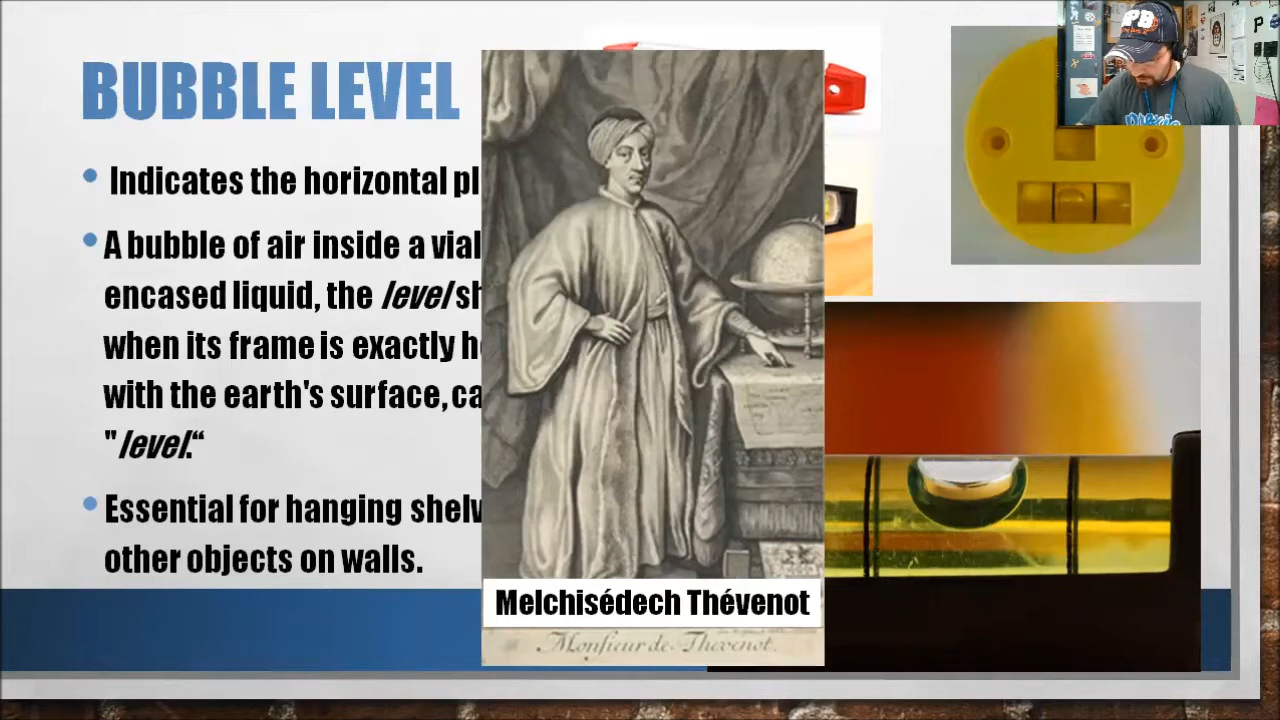 BUBBLE LEVEL
Indicates the horizontal pl
A bubble of air inside a vial
encased liquid, the level sh
when its frame is exactly h
with the earth's surface, ca
"level.“
Essential for hanging shelv
other objects on walls.
Melchisédech Thévenot
Monsieur de Thevenot.
PB